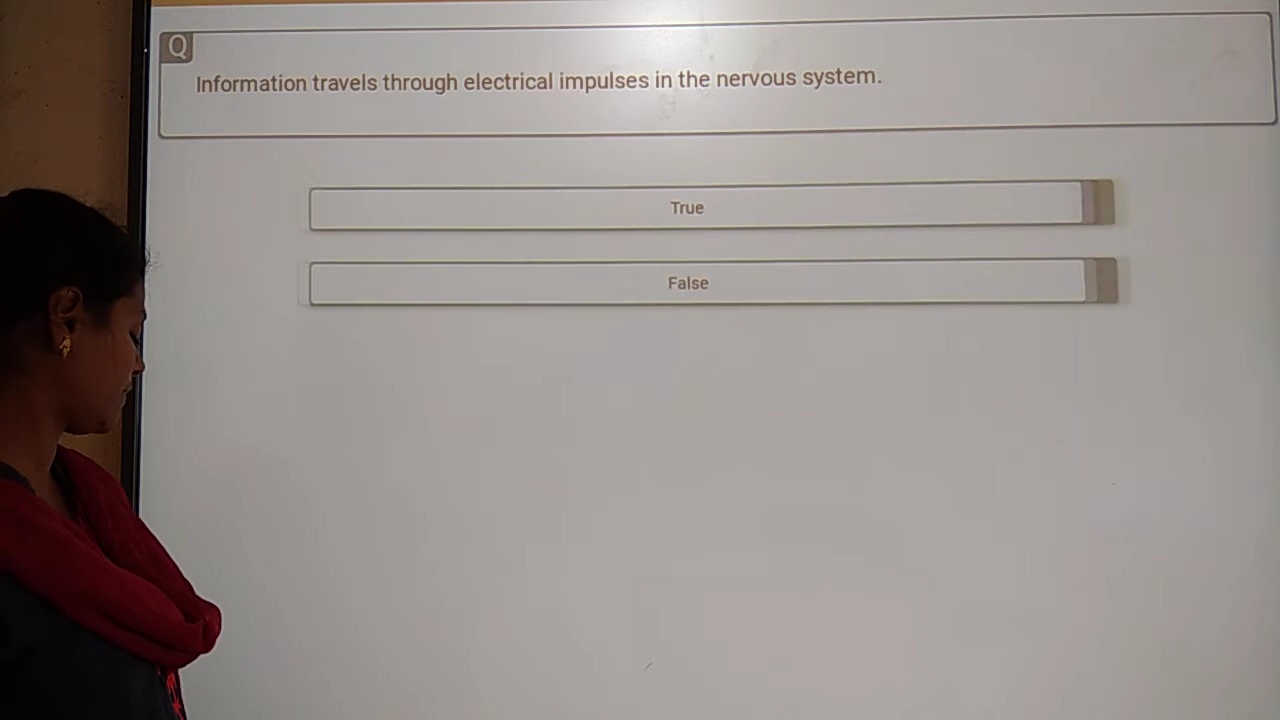 Q
Information travels through electrical impulses in the nervous system.
True
False